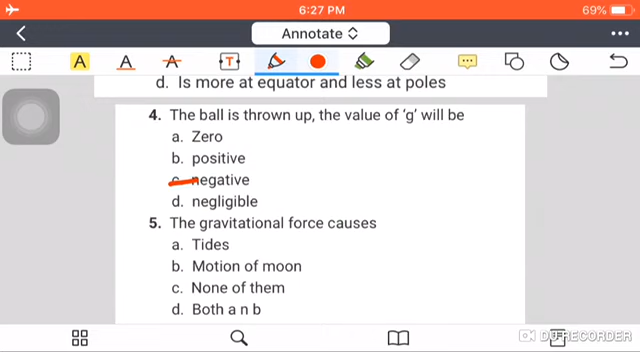 6:27 PM
69%
Annotate
A A A T
d. Is more at equator and less at poles
4. The ball is thrown up, the value of ‘g’ will be
a. Zero
b. positive
c. negative
d. negligible
5. The gravitational force causes
a. Tides
b. Motion of moon
c. None of them
d. Both a n b
DU RECORDER